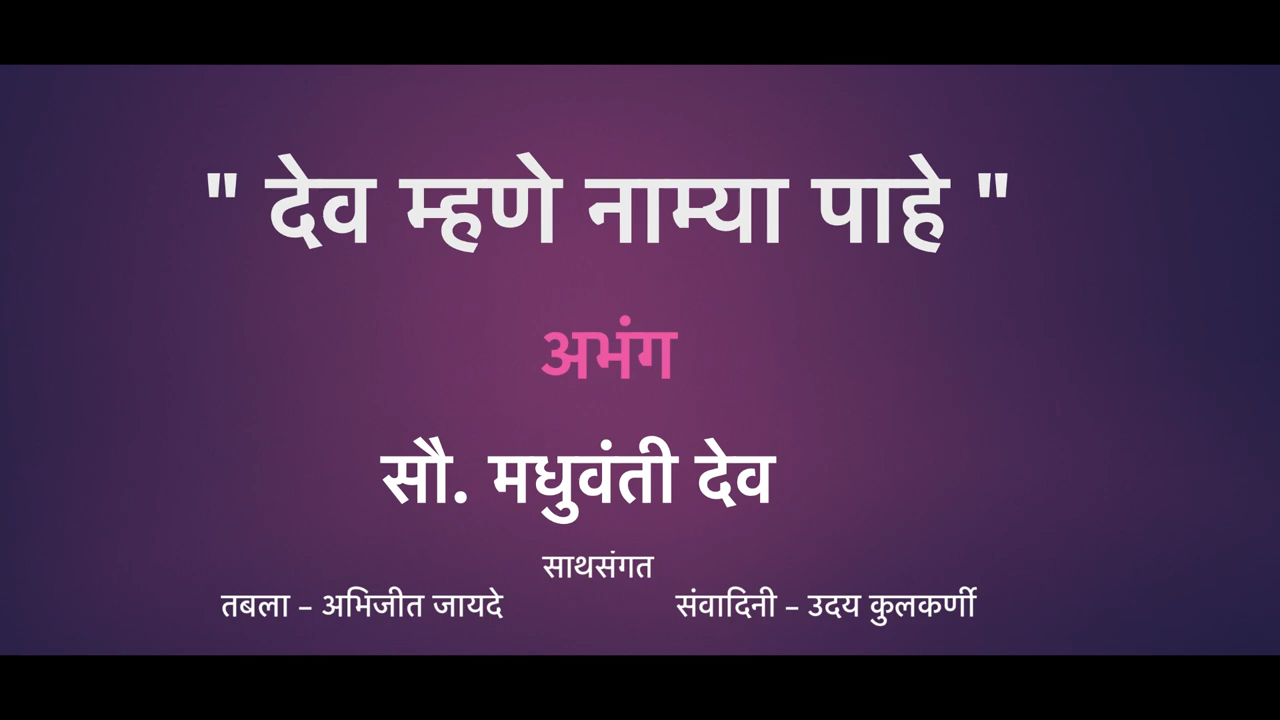 " देव म्हणे नाम्या पाहे "
अभंग
सौ. मधुवंती देव
साथसंगत
तबला – अभिजीत जायदे
संवादिनी – उदय कुलकर्णी